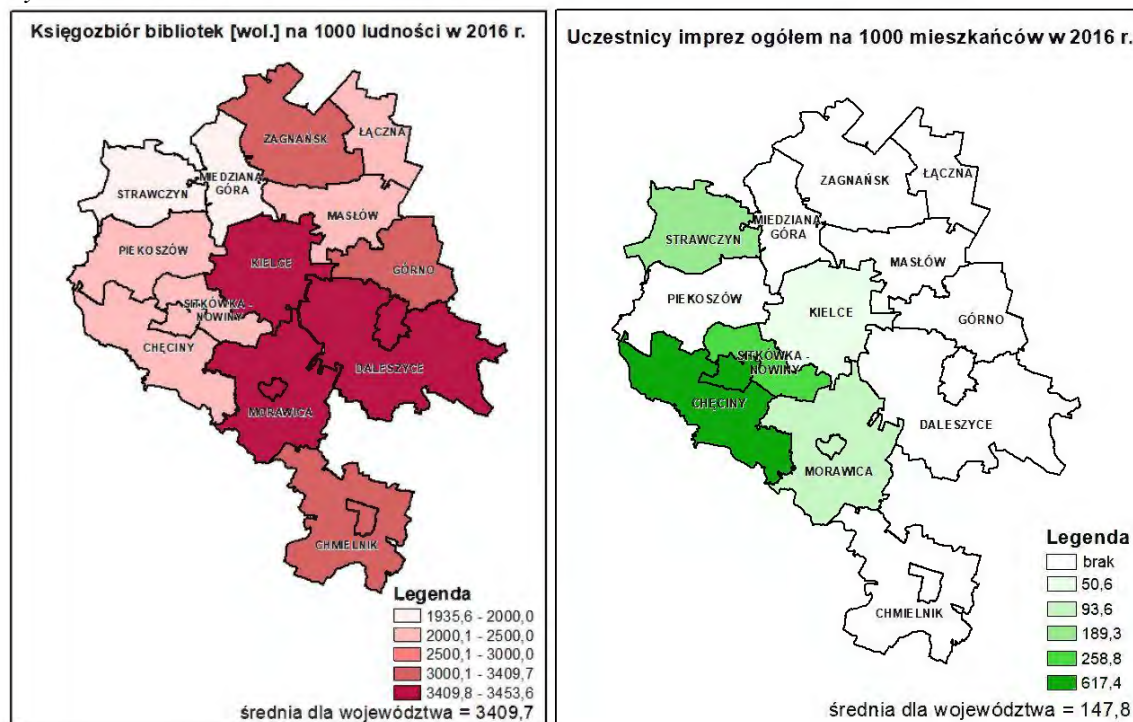 Księgozbiór bibliotek [wol.] na 1000 ludności w 2016 r.
ZAGNAŃSK
ŁĄCZNA
MIEDZIANA
GÓRA
STRAWCZYN
MASŁÓW
PIEKOSZÓW
KIELCE
GÓRNO
SITKÓWKA -
NOWINY
CHĘCINY
DALESZYCE
MORAWICA
CHMIELNIK
Legenda
1935,6 - 2000,0
2000,1 - 2500,0
2500,1 - 3000,0
3000,1 - 3409,7
3409,8 - 3453,6
średnia dla województwa = 3409,7
Uczestnicy imprez ogółem na 1000 mieszkańców w 2016 r.
ZAGNAŃSK
ŁĄCZNA
MIEDZIANA
GÓRA
STRAWCZYN
MASŁÓW
PIEKOSZÓW
KIELCE
GÓRNO
SITKÓWKA -
NOWINY
CHĘCINY
DALESZYCE
MORAWICA
CHMIELNIK
Legenda
brak
50,6
93,6
189,3
258,8
617,4
średnia dla województwa = 147,8